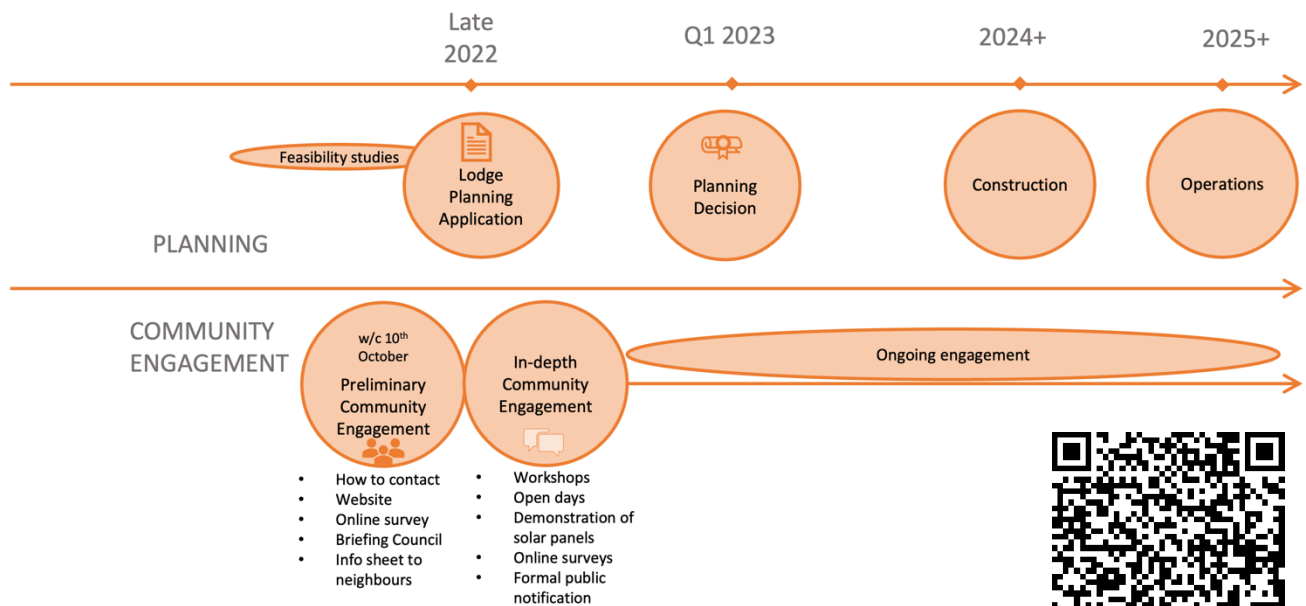 Late
2022
Q1 2023
2024+
2025+
Feasibility studies
Lodge
Planning
Application
Planning
Decision
Construction
Operations
PLANNING
COMMUNITY
ENGAGEMENT
w/c 10th
October
Preliminary
Community
Engagement
In-depth
Community
Engagement
Ongoing engagement
• How to contact
• Website
• Online survey
• Briefing Council
• Info sheet to
neighbours
• Workshops
• Open days
• Demonstration of
solar panels
• Online surveys
• Formal public
notification